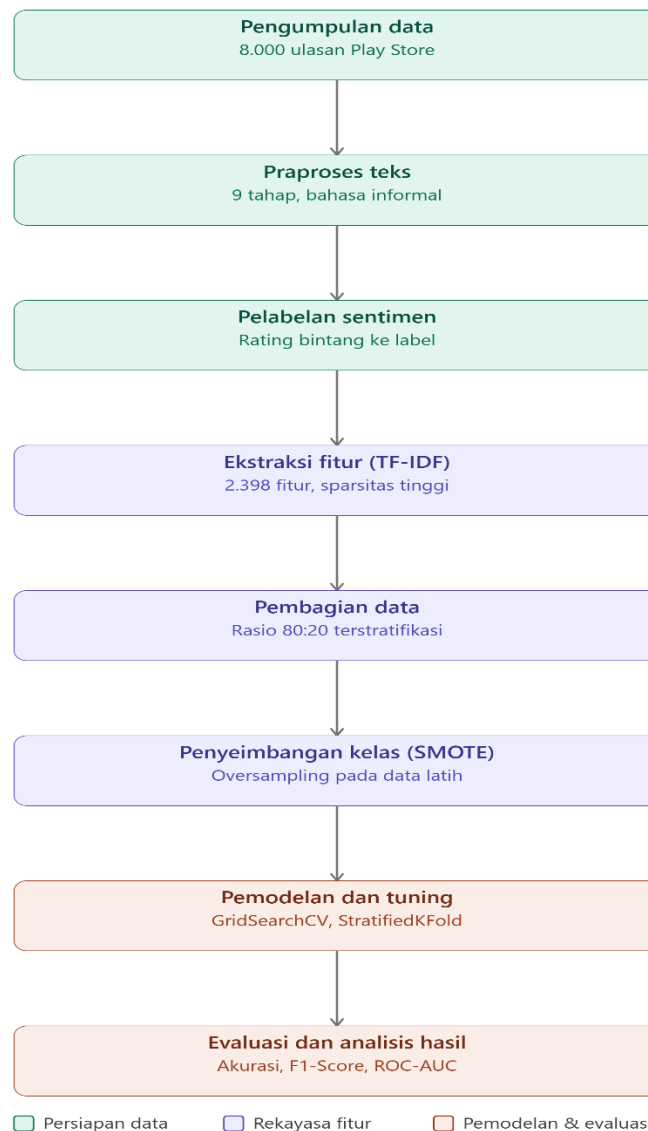 Pengumpulan data
8.000 ulasan Play Store
Praproses teks
9 tahap, bahasa informal
Pelabelan sentimen
Rating bintang ke label
Ekstraksi fitur (TF-IDF)
2.398 fitur, sparsitas tinggi
Pembagian data
Rasio 80:20 terstratifikasi
Penyeimbangan kelas (SMOTE)
Oversampling pada data latih
Pemodelan dan tuning
GridSearchCV, StratifiedKFold
Evaluasi dan analisis hasil
Akurasi, F1-Score, ROC-AUC
Persiapan data
Rekayasa fitur
Pemodelan & evaluas